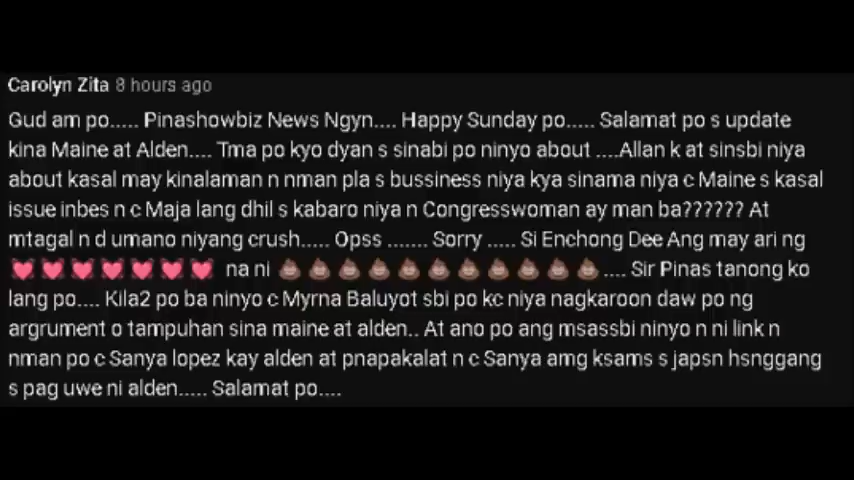 Carolyn Zita 8 hours ago
Gud am po..... Pinashowbiz News Ngyn.... Happy Sunday po..... Salamat po s update
kina Maine at Alden.... Tma po kyo dyan s sinabi po ninyo about ....Allan k at sinsbi niya
about kasal may kinalaman n nman pla s bussiness niya kya sinama niya c Maine s kasal
issue inbes n c Maja lang dhil s kabaro niya n Congresswoman ay man ba?????? At
mtagal n d umano niyang crush..... Opss ....... Sorry ..... Si Enchong Dee Ang may ari ng
💓💓💓💓💓💓💓 na ni 💩💩💩💩💩💩💩💩💩💩💩.... Sir Pinas tanong ko
lang po.... Kila2 po ba ninyo c Myrna Baluyot sbi po kc niya nagkaroon daw po ng
argrument o tampuhan sina maine at alden.. At ano po ang msassbi ninyo n ni link n
nman po c Sanya lopez kay alden at pnapakalat n c Sanya amg ksams s japsn hsnggang
s pag uwe ni alden..... Salamat po....